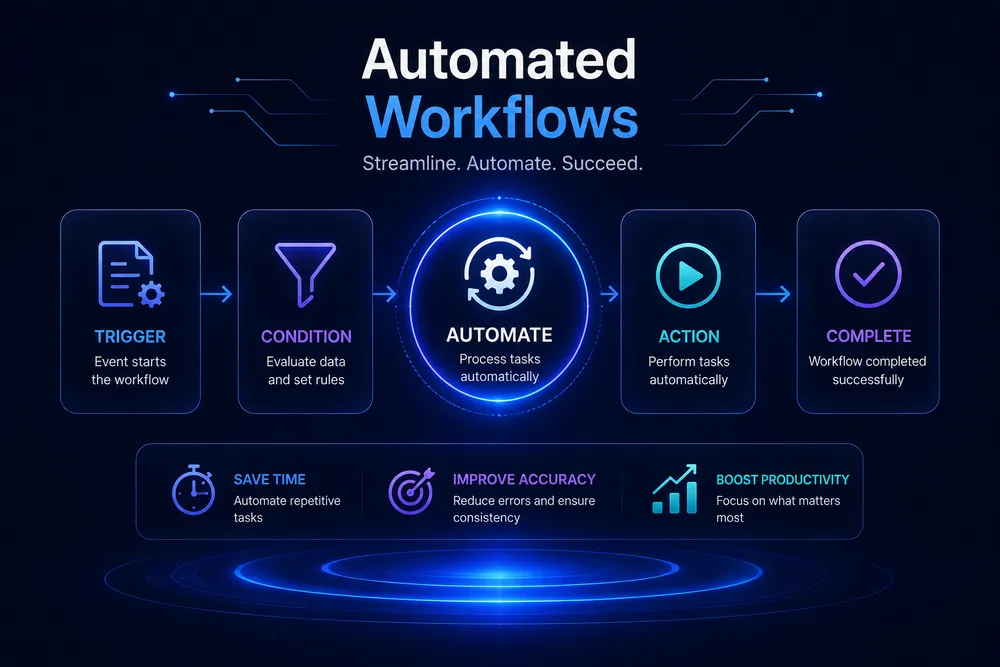 Automated
Workflows
Streamline. Automate. Succeed.
TRIGGER
Event starts
the workflow
CONDITION
Evaluate data
and set rules
AUTOMATE
Process tasks
automatically
ACTION
Perform tasks
automatically
COMPLETE
Workflow completed
successfully
SAVE TIME
Automate repetitive
tasks
IMPROVE ACCURACY
Reduce errors and ensure
consistency
BOOST PRODUCTIVITY
Focus on what matters
most